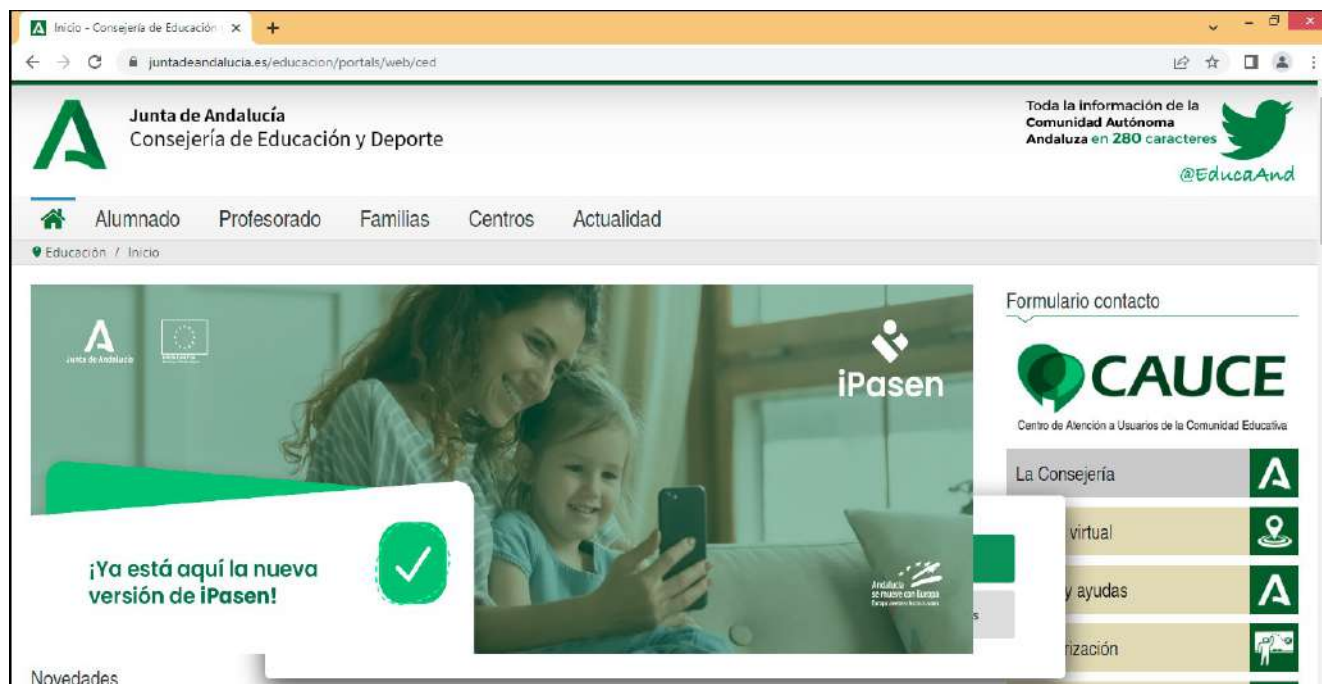 Inicio - Consejería de Educación
juntadeandalucia.es/educacion/portals/web/ced
Junta de Andalucía
Consejería de Educación y Deporte
Toda la información de la
Comunidad Autónoma
Andaluza en 280 caracteres
@EducaAnd
Alumnado Profesorado Familias Centros Actualidad
Educación / Inicio
Junta de Andalucía
iPasen
¡Ya está aquí la nueva
versión de iPasen!
Andalucía
se mueve con Europa
Formulario contacto
CAUCE
Centro de Atención a Usuarios de la Comunidad Educativa
La Consejería
virtual
y ayudas
rización
s
Novedades